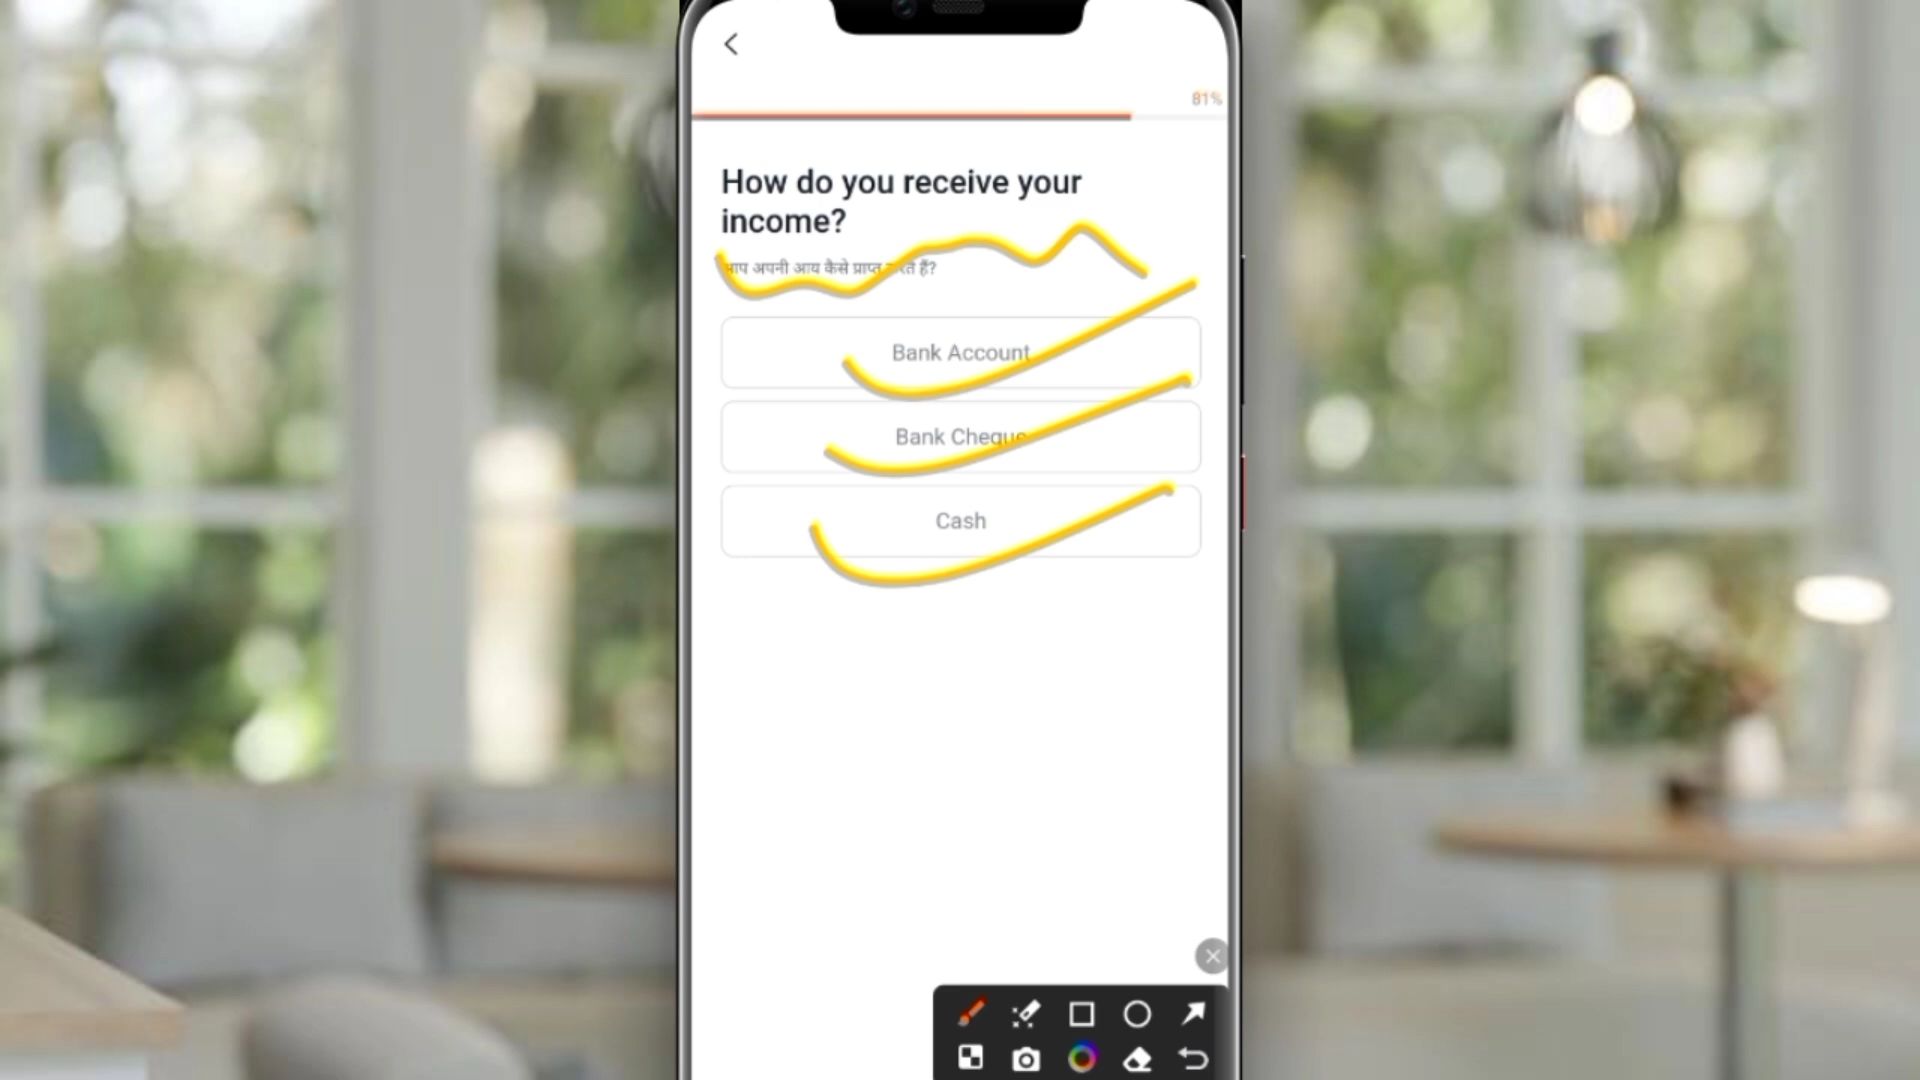 81%
How do you receive your
income?
आप अपनी आय कैसे प्राप्त करते हैं?
Bank Account
Bank Cheque
Cash